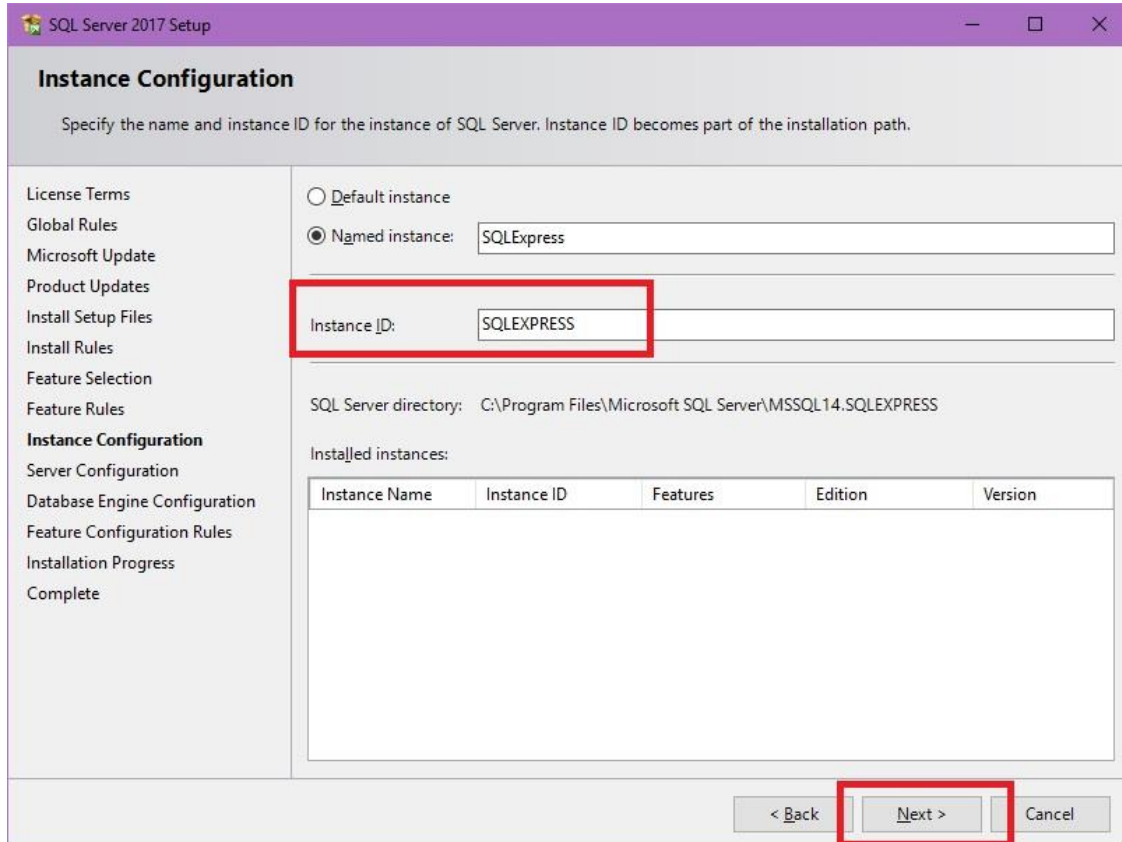 SQL Server 2017 Setup
Instance Configuration
Specify the name and instance ID for the instance of SQL Server. Instance ID becomes part of the installation path.
License Terms
Global Rules
Microsoft Update
Product Updates
Install Setup Files
Install Rules
Feature Selection
Feature Rules
Instance Configuration
Server Configuration
Database Engine Configuration
Feature Configuration Rules
Installation Progress
Complete
Default instance
Named instance: SQLExpress
Instance ID: SQLEXPRESS
SQL Server directory: C:\Program Files\Microsoft SQL Server\MSSQL14.SQLEXPRESS
Installed instances:
Instance Name Instance ID Features Edition Version
< Back Next > Cancel